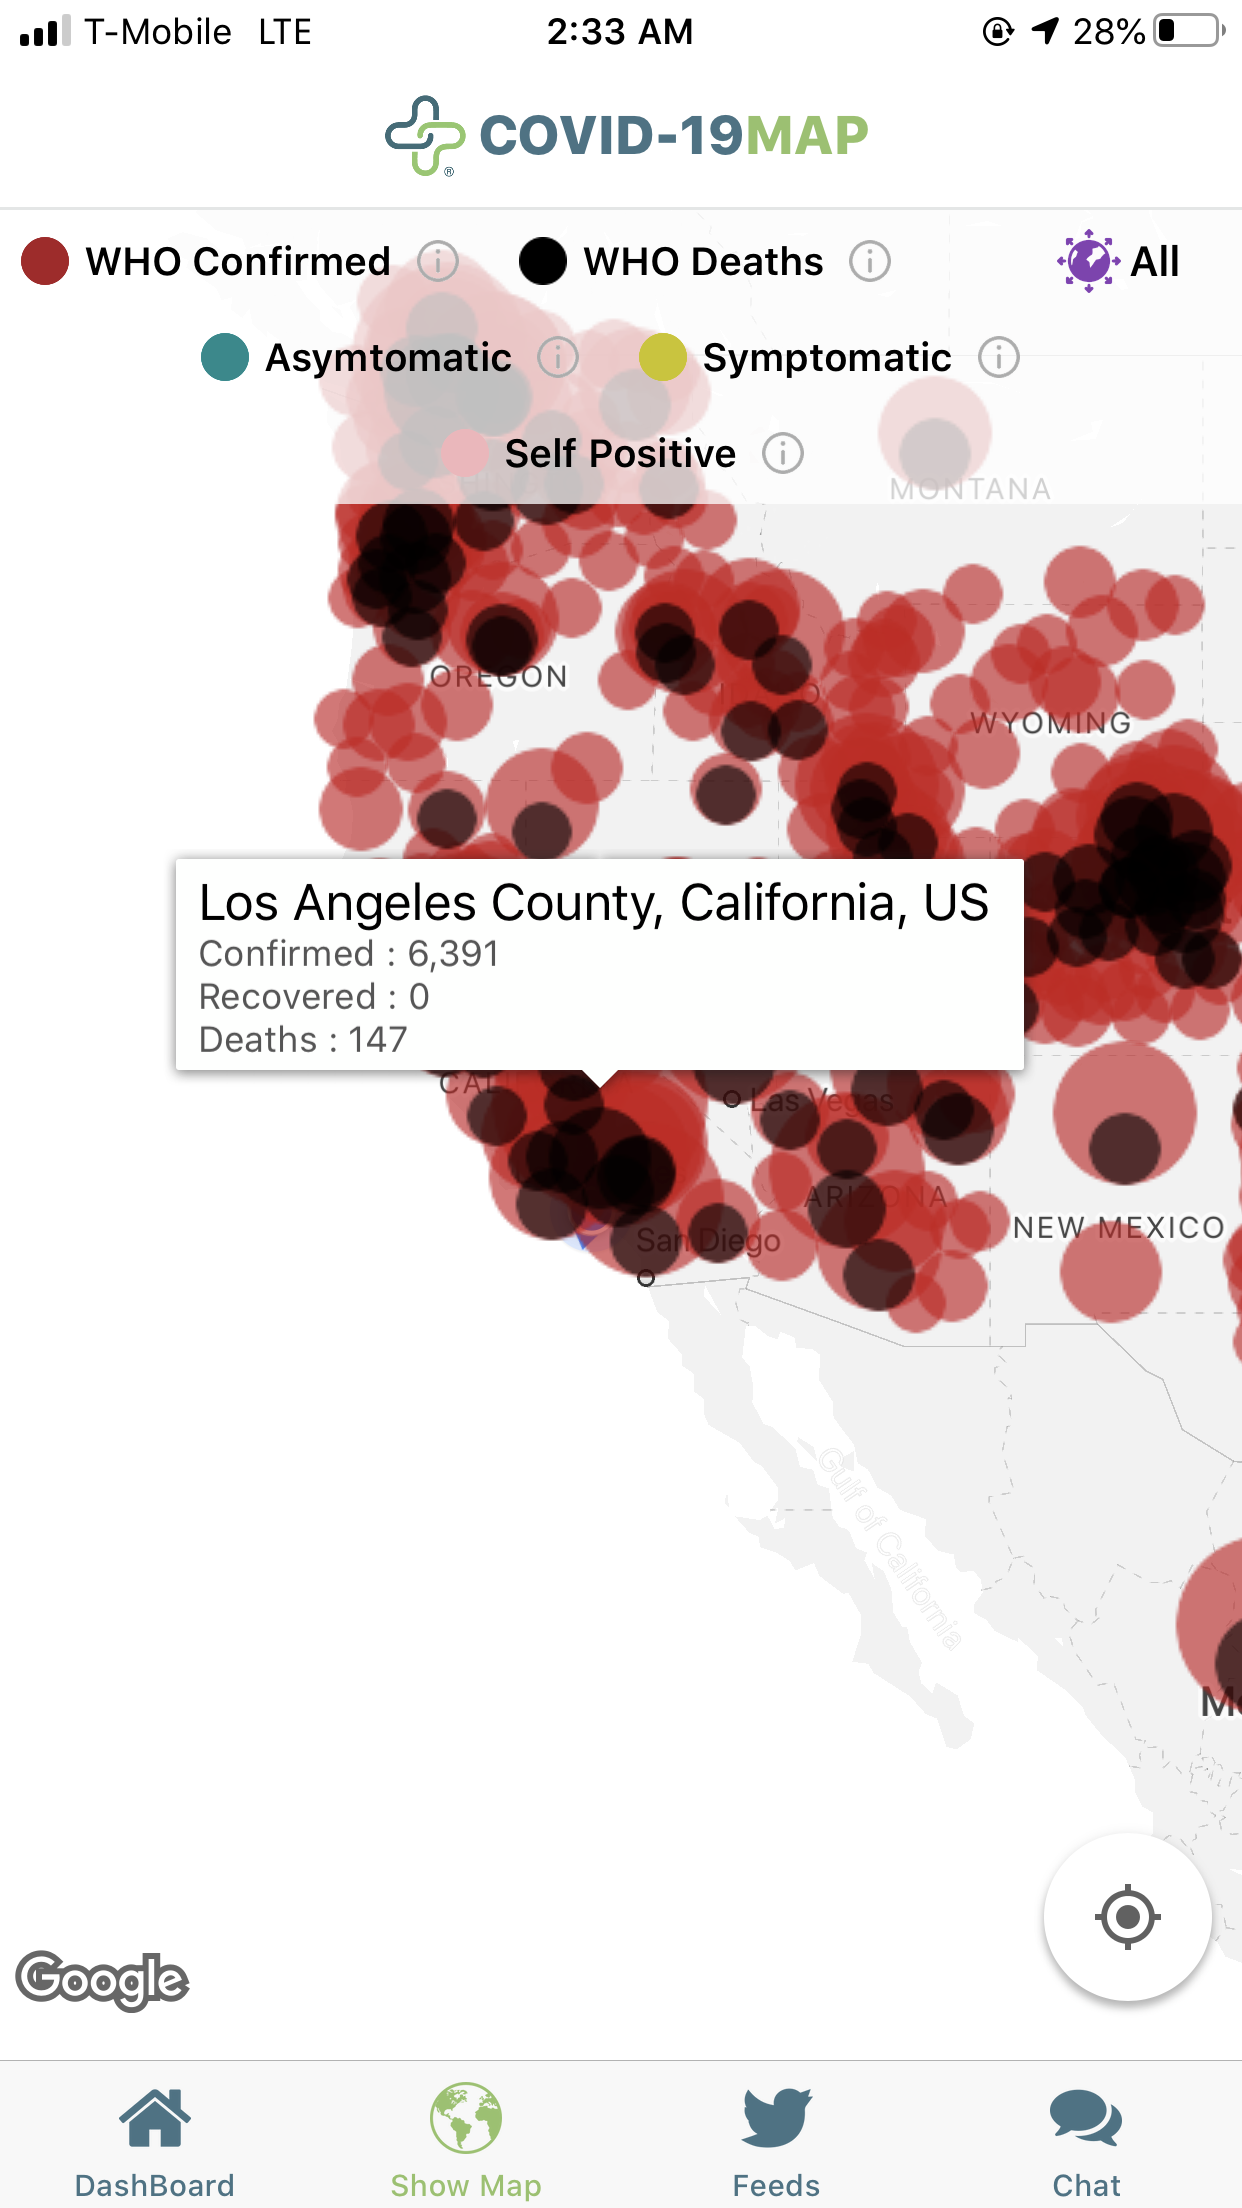 T-Mobile LTE 2:33 AM 28%
COVID-19MAP
®
WHO Confirmed WHO Deaths All
Asymtomatic Symptomatic
Self Positive
MONTANA
OREGON
WYOMING
Los Angeles County, California, US
Confirmed : 6,391
Recovered : 0
Deaths : 147
CALI
Las Vegas
ARIZONA
San Diego
NEW MEXICO
Gulf of California
Google
DashBoard Show Map Feeds Chat